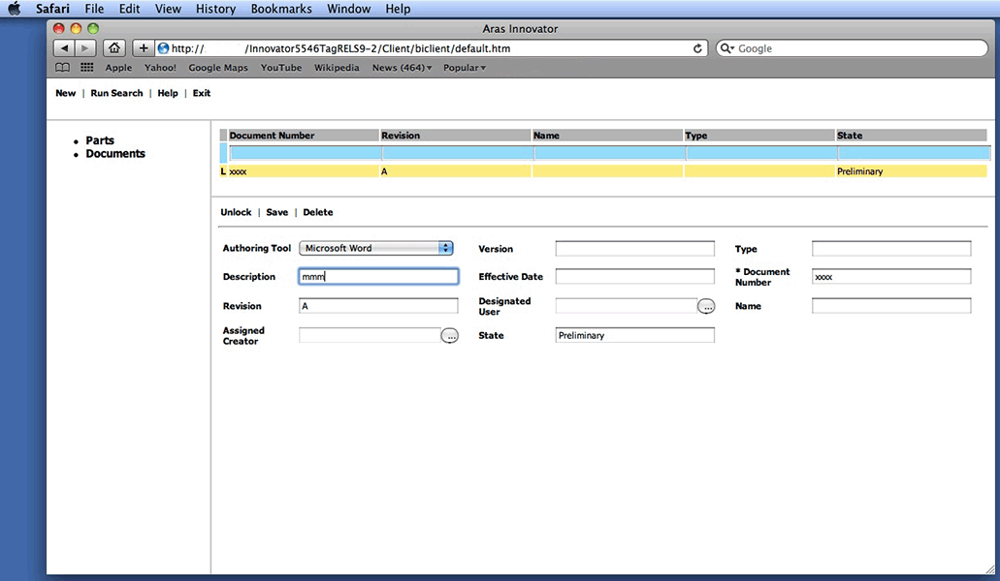 Safari File Edit View History Bookmarks Window Help
Aras Innovator
http:// /Innovator5546TagRELS9-2/Client/biclient/default.htm Google
Apple Yahoo! Google Maps YouTube Wikipedia News (464) Popular
New | Run Search | Help | Exit
• Parts
• Documents
Document Number Revision Name Type State
L xxxx A Preliminary
Unlock | Save | Delete
Authoring Tool Microsoft Word Version Type
Description mmm Effective Date * Document Number xxxx
Revision A Designated User ... Name
Assigned Creator ... State Preliminary